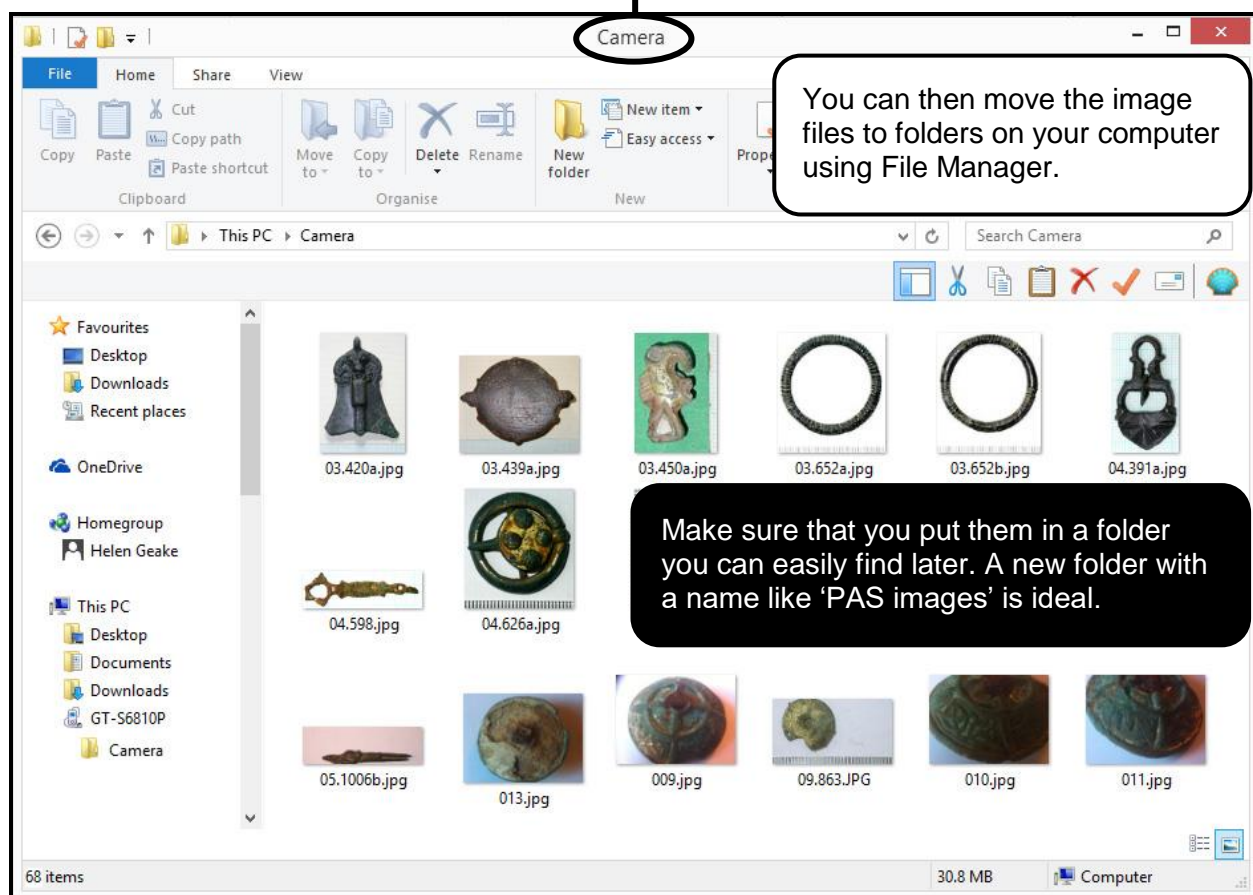 Camera
File Home Share View
You can then move the image
files to folders on your computer
using File Manager.
Copy Paste Cut
Copy path
Paste shortcut
Move to Copy to Delete Rename
New folder
New item
Easy access
Clipboard Organise New
This PC Camera Search Camera
Favourites
Desktop
Downloads
Recent places
OneDrive
Homegroup
Helen Geake
This PC
Desktop
Documents
Downloads
GT-S6810P
Camera
03.420a.jpg 03.439a.jpg 03.450a.jpg 03.652a.jpg 03.652b.jpg 04.391a.jpg
04.598.jpg 04.626a.jpg
Make sure that you put them in a folder
you can easily find later. A new folder with
a name like ‘PAS images’ is ideal.
05.1006b.jpg 013.jpg 009.jpg 09.863.JPG 010.jpg 011.jpg
68 items 30.8 MB Computer